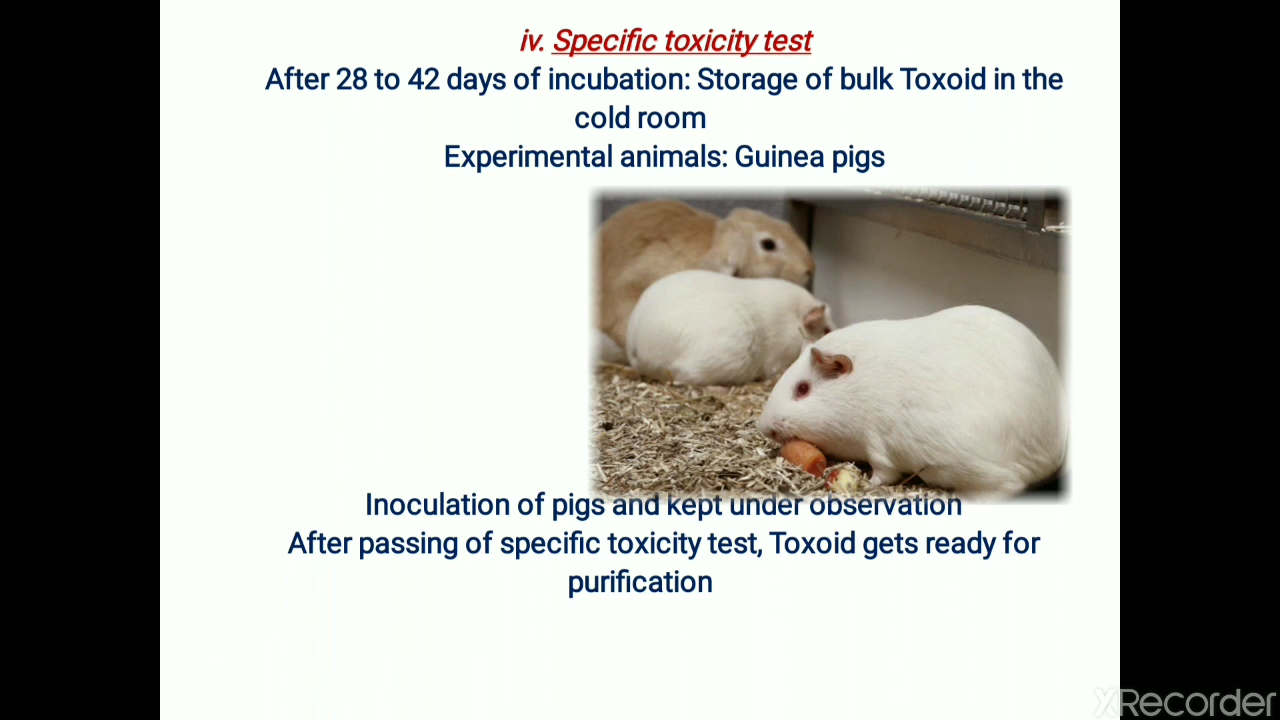 iv. Specific toxicity test
After 28 to 42 days of incubation: Storage of bulk Toxoid in the
cold room
Experimental animals: Guinea pigs
Inoculation of pigs and kept under observation
After passing of specific toxicity test, Toxoid gets ready for
purification
XRecorder